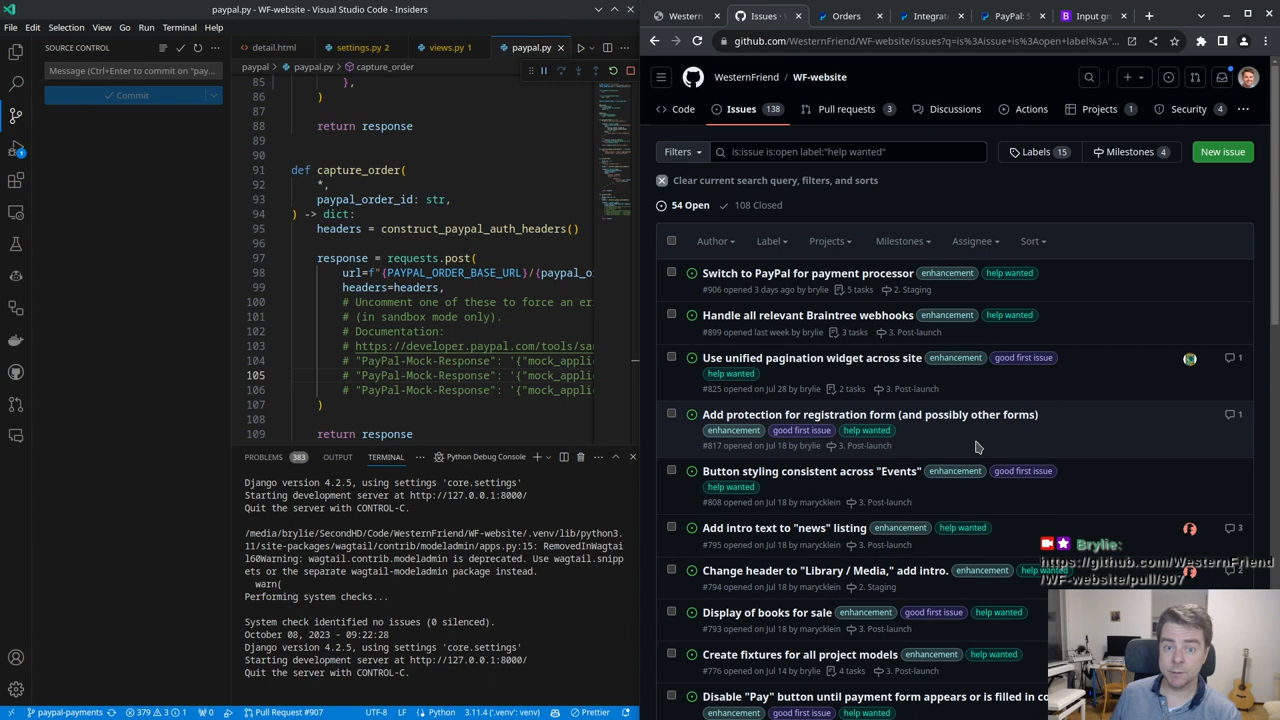 paypal.py - WF-website - Visual Studio Code - Insiders
File Edit Selection View Go Run Terminal Help
SOURCE CONTROL
Message (Ctrl+Enter to commit on "pay...
Commit
detail.html settings.py 2 views.py 1 paypal.py
paypal > paypal.py > capture_order
85 },
86 )
87
88 return response
89
90
91 def capture_order(
92 *,
93 paypal_order_id: str,
94 ) -> dict:
95 headers = construct_paypal_auth_headers()
96
97 response = requests.post(
98 url=f"{PAYPAL_ORDER_BASE_URL}/{paypal_o
99 headers=headers,
100 # Uncomment one of these to force an er
101 # (in sandbox mode only).
102 # Documentation:
103 # https://developer.paypal.com/tools/sa
104 # "PayPal-Mock-Response": '{"mock_appli
105 # "PayPal-Mock-Response": '{"mock_appli
106 # "PayPal-Mock-Response": '{"mock_appli
107 )
108
109 return response
PROBLEMS 383 OUTPUT TERMINAL Python Debug Console
Django version 4.2.5, using settings 'core.settings'
Starting development server at http://127.0.0.1:8000/
Quit the server with CONTROL-C.
/media/brylie/SecondHD/Code/WesternFriend/WF-website/.venv/lib/python3.
11/site-packages/wagtail/contrib/modeladmin/apps.py:15: RemovedInWagtai
l60Warning: wagtail.contrib.modeladmin is deprecated. Use wagtail.snipp
ets or the separate wagtail-modeladmin package instead.
warn(
Performing system checks...
System check identified no issues (0 silenced).
October 08, 2023 - 09:22:28
Django version 4.2.5, using settings 'core.settings'
Starting development server at http://127.0.0.1:8000/
Quit the server with CONTROL-C.
paypal-payments 379 3 1 0 Pull Request #907 UTF-8 LF Python 3.11.4 ('.venv': venv) Prettier
Western Issues · Orders Integrate PayPal: S Input gr
github.com/WesternFriend/WF-website/issues?q=is%3Aissue+is%3Aopen+label%3A"...
WesternFriend / WF-website
Code Issues 138 Pull requests 3 Discussions Actions Projects 1 Security 4
Filters is:issue is:open label:"help wanted" Labels 15 Milestones 4 New issue
Clear current search query, filters, and sorts
54 Open 108 Closed
Author Label Projects Milestones Assignee Sort
Switch to PayPal for payment processor enhancement help wanted
#906 opened 3 days ago by brylie 5 tasks 2. Staging
Handle all relevant Braintree webhooks enhancement help wanted
#899 opened last week by brylie 3 tasks 3. Post-launch
Use unified pagination widget across site enhancement good first issue 1
help wanted
#825 opened on Jul 28 by brylie 2 tasks 3. Post-launch
Add protection for registration form (and possibly other forms) 1
enhancement good first issue help wanted
#817 opened on Jul 18 by brylie 3. Post-launch
Button styling consistent across "Events" enhancement good first issue
help wanted
#808 opened on Jul 18 by marycklein 3. Post-launch
Add intro text to "news" listing enhancement help wanted 3
#795 opened on Jul 18 by marycklein 3. Post-launch
Brylie:
https://github.com/WesternFriend
/WF-website/pull/907
Change header to "Library / Media," add intro. enhancement help wanted
#794 opened on Jul 18 by marycklein 2. Staging
Display of books for sale enhancement good first issue help wanted
#793 opened on Jul 18 by marycklein 3. Post-launch
Create fixtures for all project models enhancement help wanted
#776 opened on Jul 14 by brylie 4 tasks 3. Post-launch
Disable "Pay" button until payment form appears or is filled in co